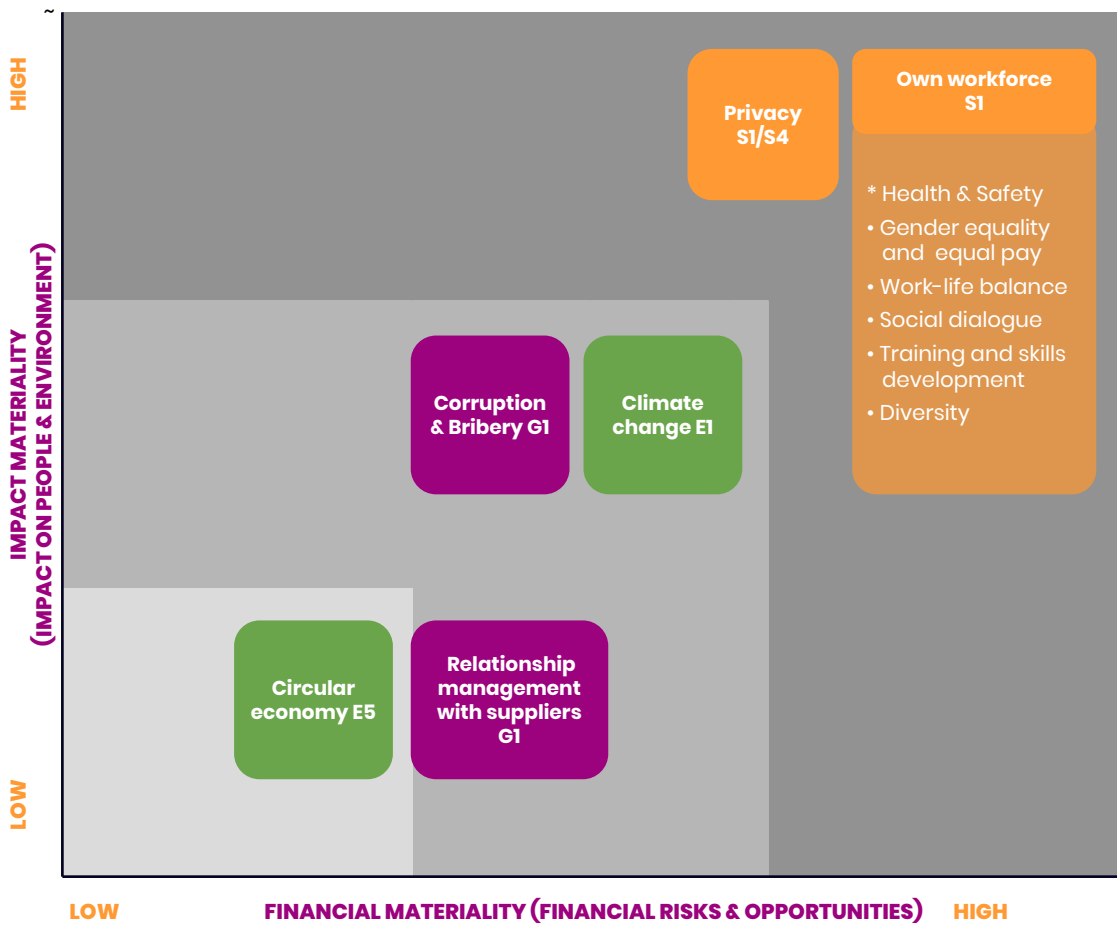 ~
HIGH
IMPACT MATERIALITY
(IMPACT ON PEOPLE & ENVIRONMENT)
LOW
Privacy
S1/S4
Own workforce
S1
* Health & Safety
• Gender equality
and equal pay
• Work-life balance
• Social dialogue
• Training and skills
development
• Diversity
Corruption
& Bribery G1
Climate
change E1
Circular
economy E5
Relationship
management
with suppliers
G1
LOW
FINANCIAL MATERIALITY (FINANCIAL RISKS & OPPORTUNITIES)
HIGH